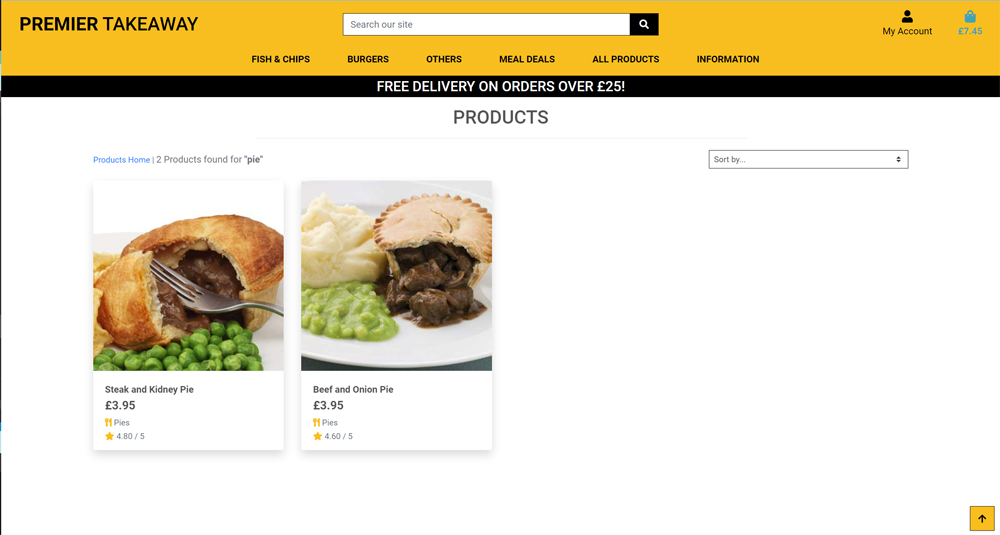 PREMIER TAKEAWAY
Search our site
My Account
£7.45
FISH & CHIPS BURGERS OTHERS MEAL DEALS ALL PRODUCTS INFORMATION
FREE DELIVERY ON ORDERS OVER £25!
PRODUCTS
Products Home | 2 Products found for "pie"
Sort by...
Steak and Kidney Pie
£3.95
Pies
4.80 / 5
Beef and Onion Pie
£3.95
Pies
4.60 / 5